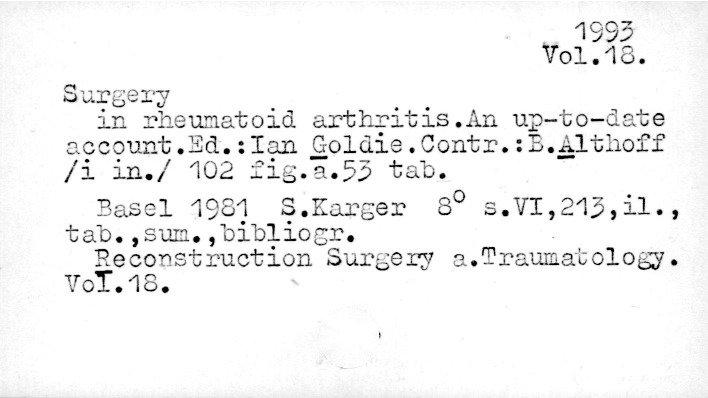 1993
Vol.18.
Surgery
in rheumatoid arthritis.An up-to-date
account.Ed.:Ian Goldie.Contr.:B.Althoff
/i in./ 102 fig.a.53 tab.
Basel 1981 S.Karger 8° s.VI,213,il.,
tab.,sum.,bibliogr.
Reconstruction Surgery a.Traumatology.
Vol.18.